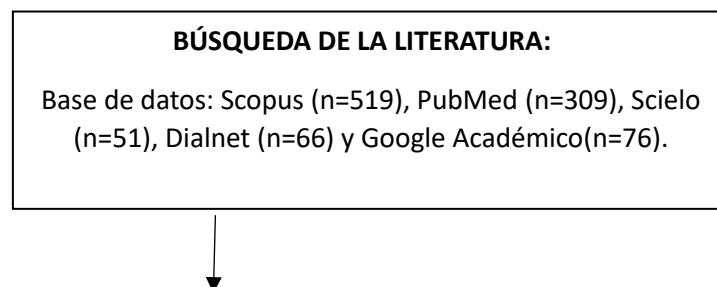 BÚSQUEDA DE LA LITERATURA:
Base de datos: Scopus (n=519), PubMed (n=309), Scielo
(n=51), Dialnet (n=66) y Google Académico(n=76).